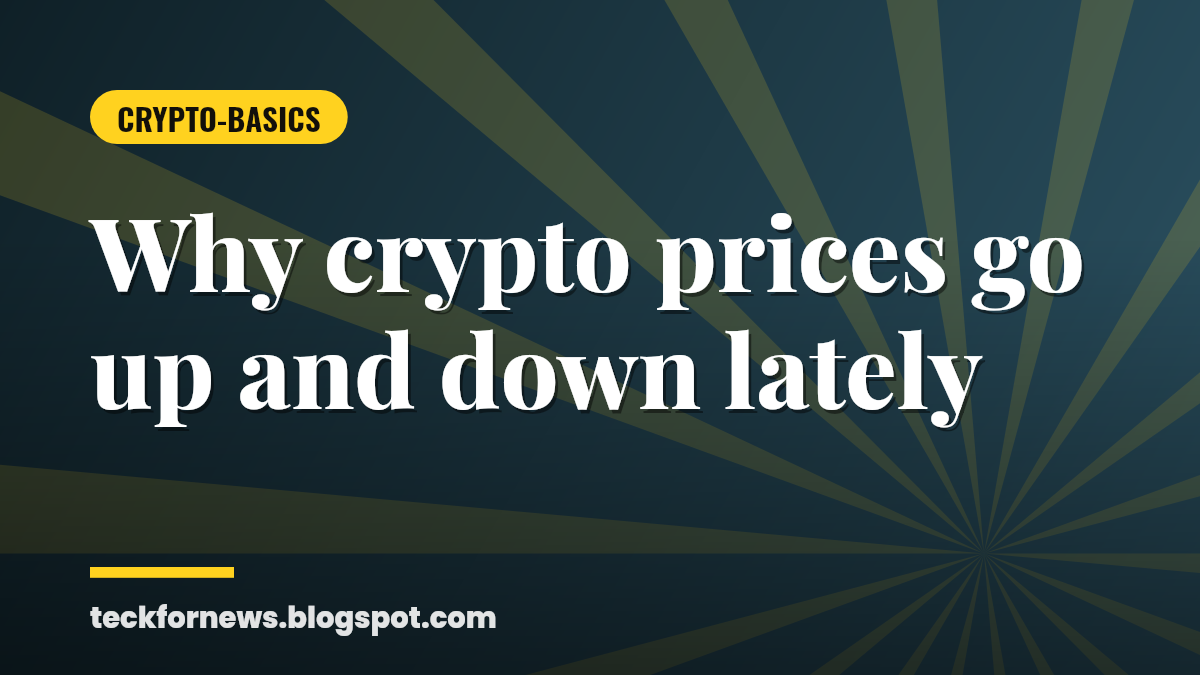 CRYPTO-BASICS
Why crypto prices go
up and down lately
teckfornews.blogspot.com